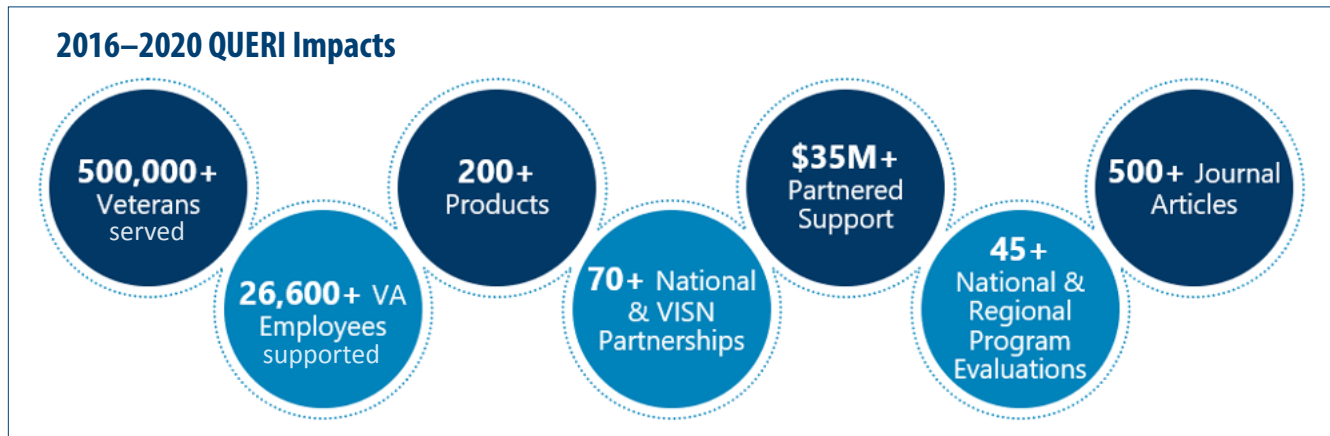 2016–2020 QUERI Impacts
500,000+
Veterans
served
26,600+ VA
Employees
supported
200+
Products
70+ National
& VISN
Partnerships
$35M+
Partnered
Support
45+
National &
Regional
Program
Evaluations
500+ Journal
Articles